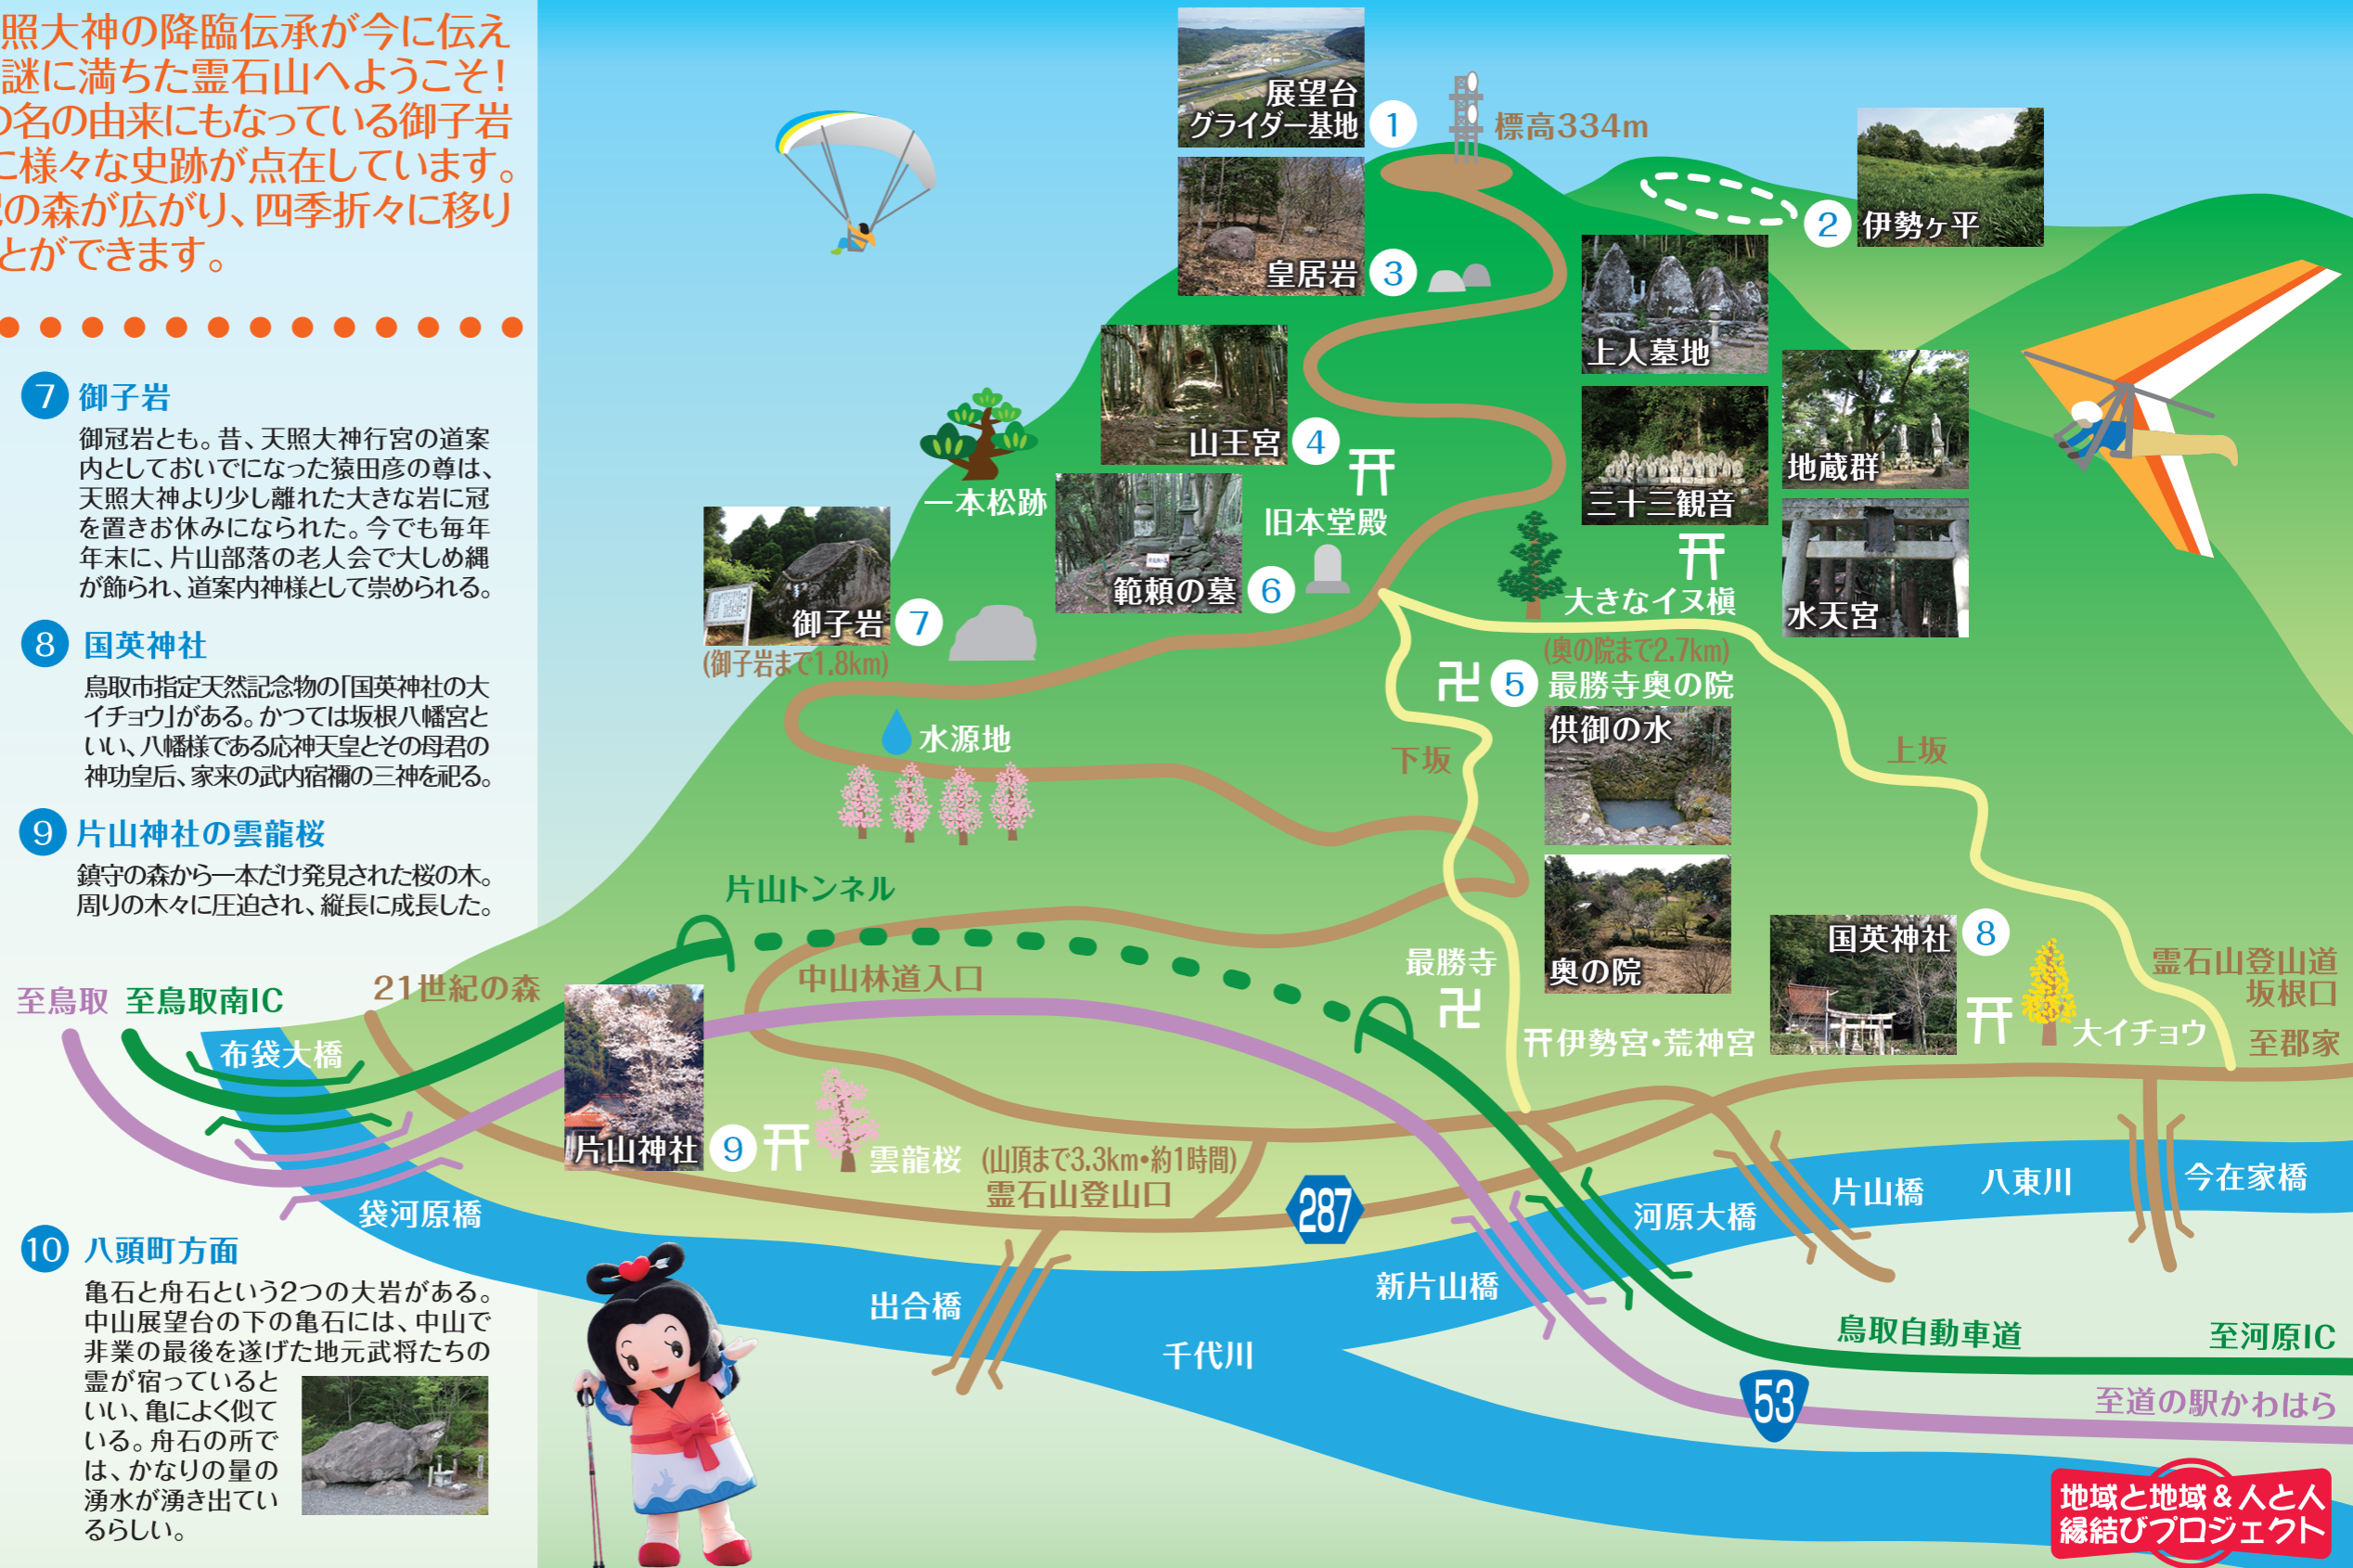 照大神の降臨伝承が今に伝え
謎に満ちた霊石山へようこそ！
の名の由来にもなっている御子岩
に様々な史跡が点在しています。
の森が広がり、四季折々に移り
とができます。
7 御子岩
御冠岩とも。昔、天照大神行宮の道案
内としておいでになった猿田彦の尊は、
天照大神より少し離れた大きな岩に冠
を置きお休みになられた。今でも毎年
年末に、片山部落の老人会で大しめ縄
が飾られ、道案内神様として崇められる。
8 国英神社
鳥取市指定天然記念物の「国英神社の大
イチョウ」がある。かつては坂根八幡宮と
いい、八幡様である応神天皇とその母君の
神功皇后、家来の武内宿禰の三神を祀る。
9 片山神社の雲龍桜
鎮守の森から一本だけ発見された桜の木。
周りの木々に圧迫され、縦長に成長した。
10 八頭町方面
亀石と舟石という2つの大岩がある。
中山展望台の下の亀石には、中山で
非業の最後を遂げた地元武将たちの
霊が宿っていると
いい、亀によく似て
いる。舟石の所で
は、かなりの量の
湧水が湧き出てい
るらしい。
展望台
グライダー基地
1
標高334m
2
伊勢ヶ平
皇居岩
3
上人墓地
山王宮
4
地蔵群
三十三観音
一本松跡
旧本堂殿
範頼の墓
6
大きなイヌ槇
水天宮
御子岩
7
(御子岩まで1.8km)
(奥の院まで2.7km)
卍
5
最勝寺奥の院
供御の水
水源地
下坂
上坂
片山トンネル
奥の院
国英神社
8
最勝寺
卍
霊石山登山道
坂根口
中山林道入口
21世紀の森
至鳥取
至鳥取南IC
布袋大橋
伊勢宮・荒神宮
大イチョウ
至郡家
片山神社
9
雲龍桜
(山頂まで3.3km・約1時間)
霊石山登山口
袋河原橋
287
河原大橋
片山橋
八東川
今在家橋
新片山橋
出合橋
千代川
鳥取自動車道
至河原IC
53
至道の駅かわはら
地域と地域＆人と人
縁結びプロジェクト